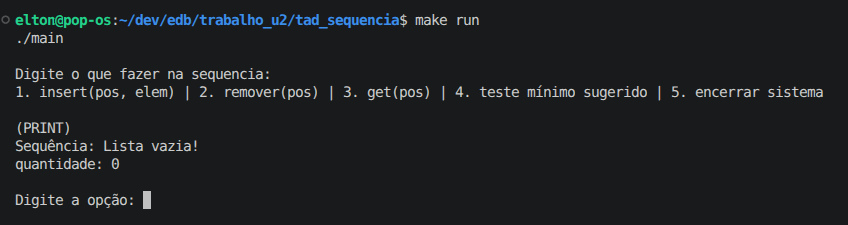 elton@pop-os:~/dev/edb/trabalho_u2/tad_sequencia$ make run
./main
Digite o que fazer na sequencia:
1. insert(pos, elem) | 2. remover(pos) | 3. get(pos) | 4. teste mínimo sugerido | 5. encerrar sistema
(PRINT)
Sequência: Lista vazia!
quantidade: 0
Digite a opção: